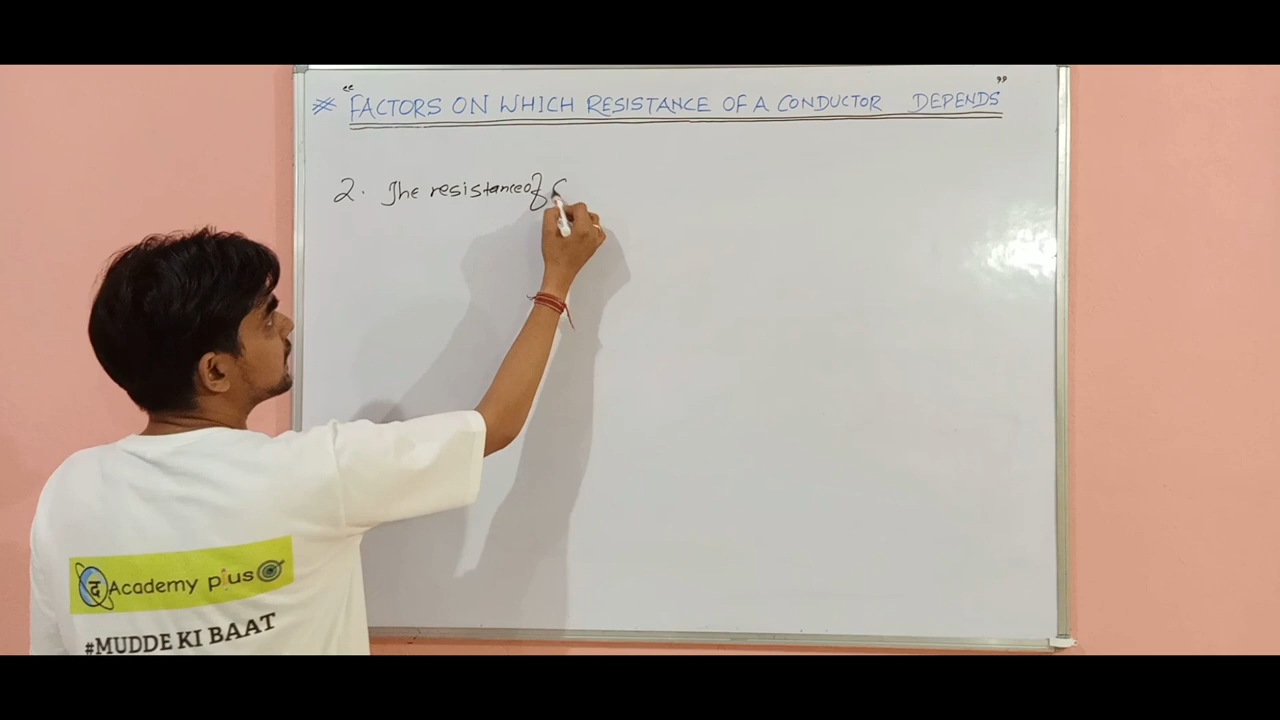 # "FACTORS ON WHICH RESISTANCE OF A CONDUCTOR DEPENDS"
2. The resistance of
द Academy plus
#MUDDE KI BAAT